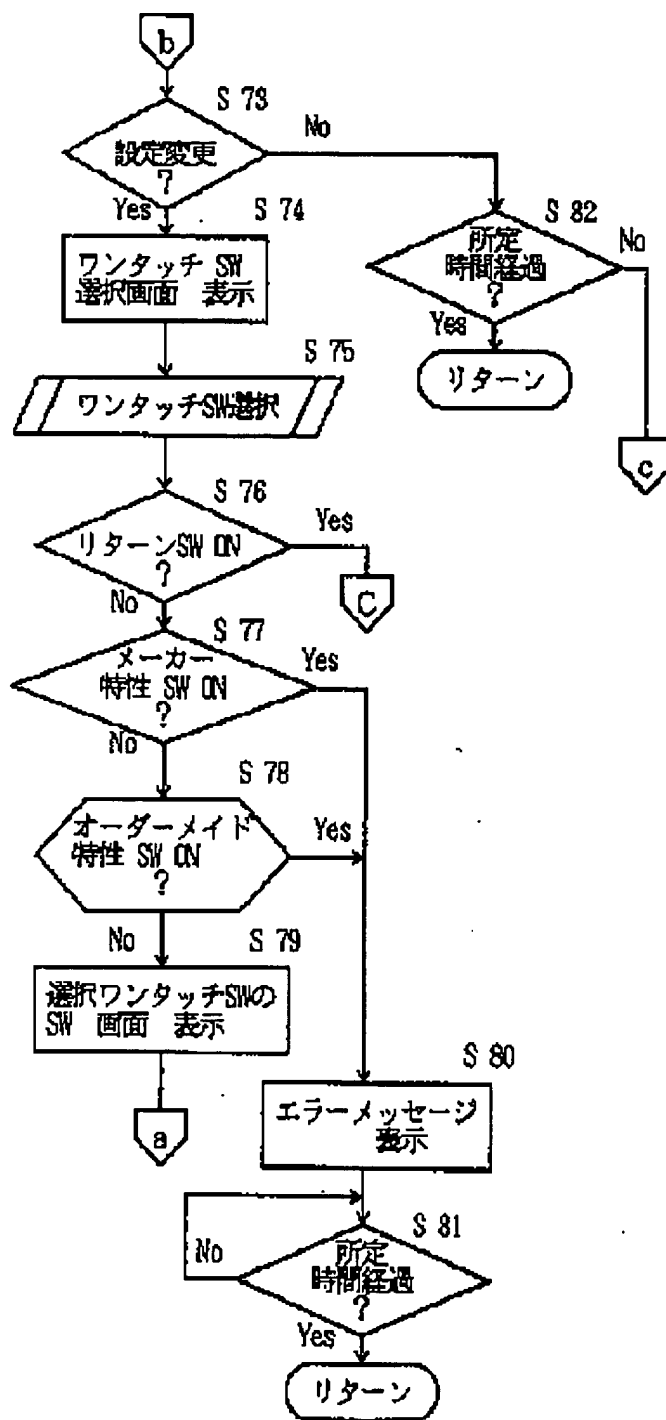 b
S 73
設定変更
?
No
Yes
S 74
ワンタッチ SW
選択画面 表示
S 82
所定
時間経過
?
No
Yes
リターン
c
S 75
ワンタッチSW選択
S 76
リターンSW ON
?
Yes
C
No
S 77
メーカー
特性 SW ON
?
Yes
No
S 78
オーダーメイド
特性 SW ON
?
Yes
No
S 79
選択ワンタッチSWの
SW 画面 表示
a
S 80
エラーメッセージ
表示
S 81
所定
時間経過
?
No
Yes
リターン